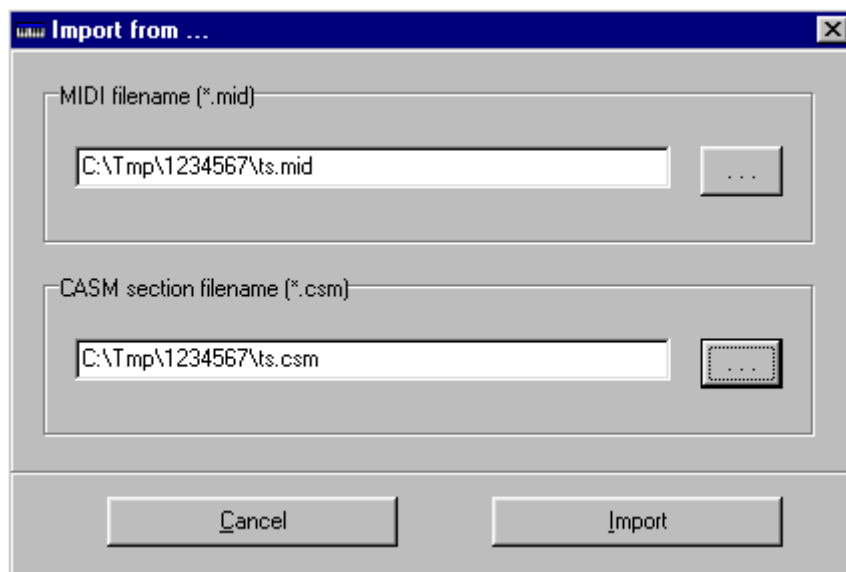 Import from ...
MIDI filename (*.mid)
C:\Tmp\1234567\ts.mid
. . .
CASM section filename (*.csm)
C:\Tmp\1234567\ts.csm
. . .
Cancel
Import